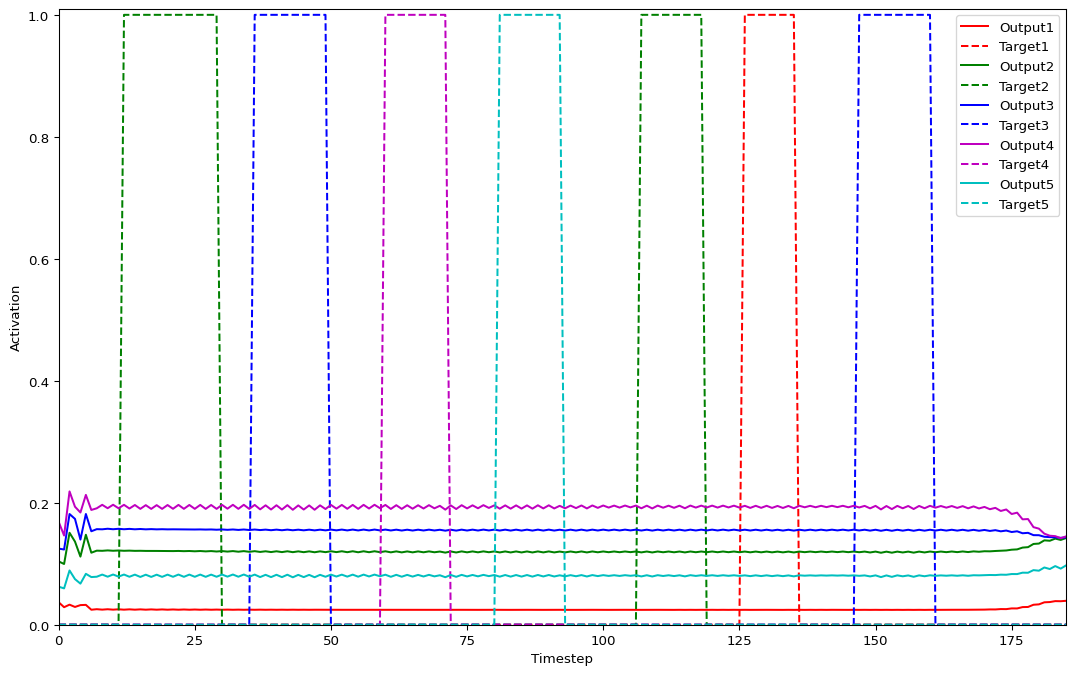 1.0
0.8
0.6
0.4
0.2
0.0
Activation
0
25
50
75
100
125
150
175
Timestep
Output1
Target1
Output2
Target2
Output3
Target3
Output4
Target4
Output5
Target5